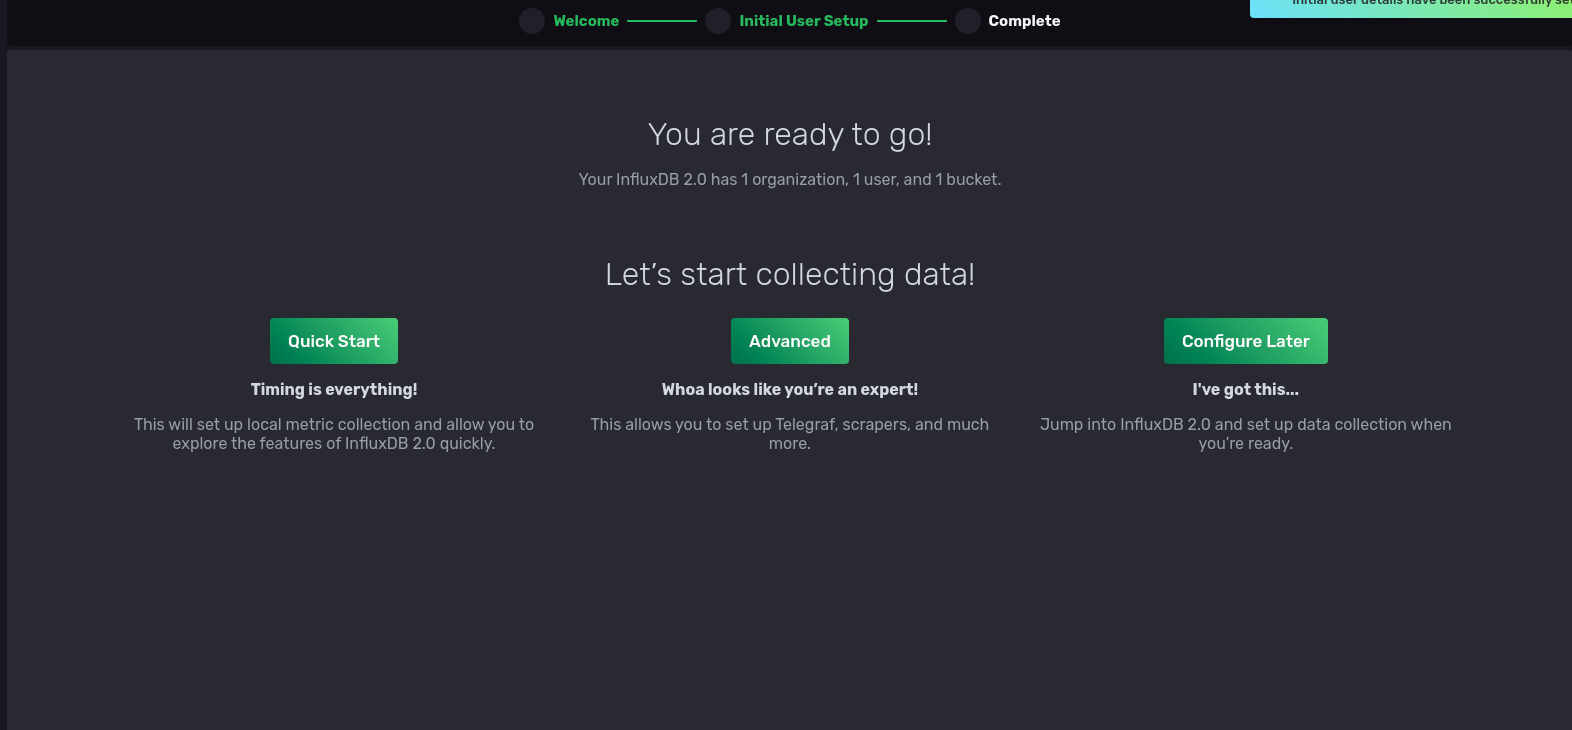 Welcome
Initial User Setup
Complete
Initial user details have been successfully set
You are ready to go!
Your InfluxDB 2.0 has 1 organization, 1 user, and 1 bucket.
Let’s start collecting data!
Quick Start
Timing is everything!
This will set up local metric collection and allow you to
explore the features of InfluxDB 2.0 quickly.
Advanced
Whoa looks like you’re an expert!
This allows you to set up Telegraf, scrapers, and much
more.
Configure Later
I've got this...
Jump into InfluxDB 2.0 and set up data collection when
you’re ready.